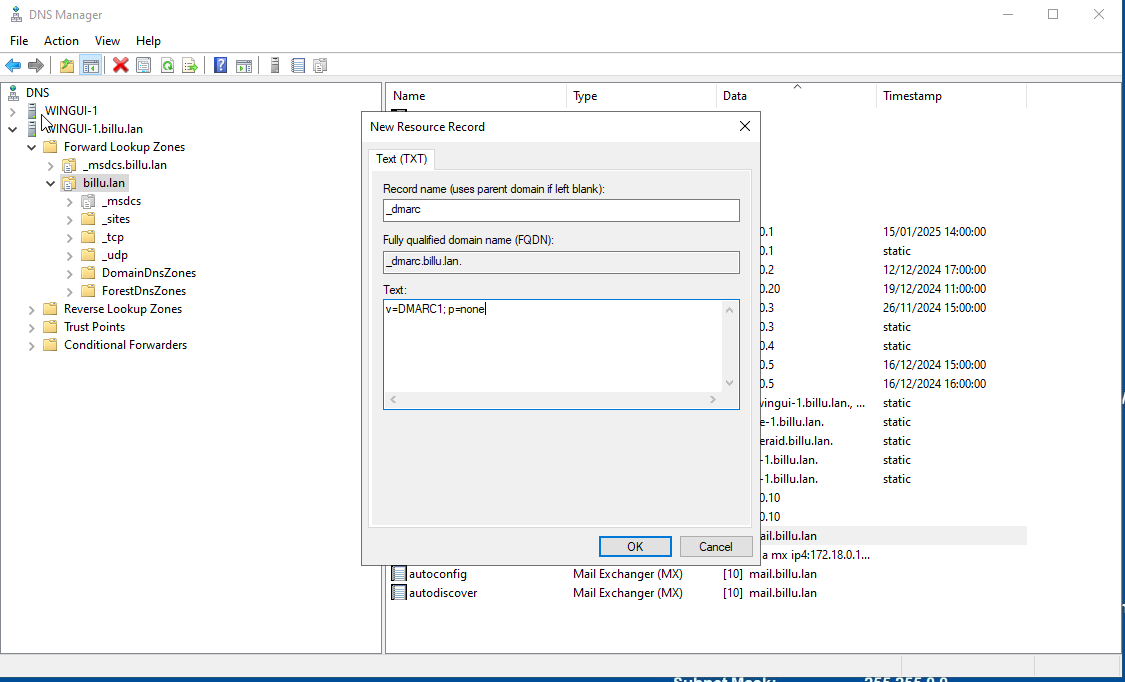 DNS Manager
File Action View Help
DNS
WINGUI-1
WINGUI-1.billu.lan
Forward Lookup Zones
_msdcs.billu.lan
billu.lan
_msdcs
_sites
_tcp
_udp
DomainDnsZones
ForestDnsZones
Reverse Lookup Zones
Trust Points
Conditional Forwarders
Name Type Data Timestamp
New Resource Record
Text (TXT)
Record name (uses parent domain if left blank):
_dmarc
Fully qualified domain name (FQDN):
_dmarc.billu.lan.
Text:
v=DMARC1; p=none
OK Cancel
0.1 15/01/2025 14:00:00
0.1 static
0.2 12/12/2024 17:00:00
0.20 19/12/2024 11:00:00
0.3 26/11/2024 15:00:00
0.3 static
0.4 static
0.5 16/12/2024 15:00:00
0.5 16/12/2024 16:00:00
wingui-1.billu.lan., ... static
e-1.billu.lan. static
eraid.billu.lan. static
-1.billu.lan. static
-1.billu.lan. static
0.10
0.10
ail.billu.lan
a mx ip4:172.18.0.1...
autoconfig Mail Exchanger (MX) [10] mail.billu.lan
autodiscover Mail Exchanger (MX) [10] mail.billu.lan
Subnet Mask: 255.255.0.0